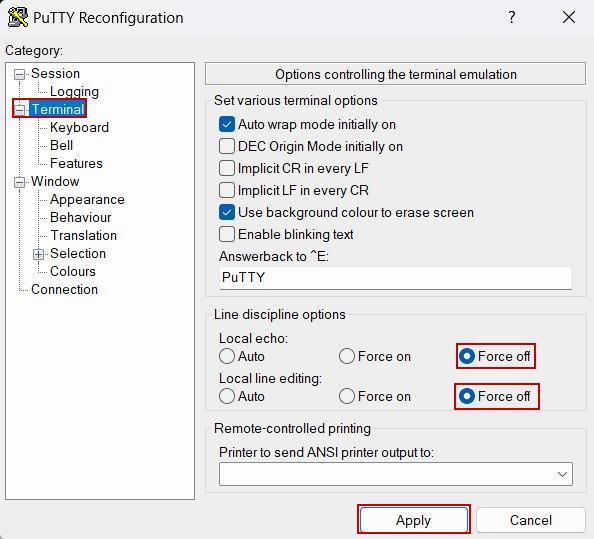 PuTTY Reconfiguration
?
Category:
Session
Logging
Terminal
Keyboard
Bell
Features
Window
Appearance
Behaviour
Translation
Selection
Colours
Connection
Options controlling the terminal emulation
Set various terminal options
Auto wrap mode initially on
DEC Origin Mode initially on
Implicit CR in every LF
Implicit LF in every CR
Use background colour to erase screen
Enable blinking text
Answerback to ^E:
PuTTY
Line discipline options
Local echo:
Auto Force on Force off
Local line editing:
Auto Force on Force off
Remote-controlled printing
Printer to send ANSI printer output to:
Apply Cancel